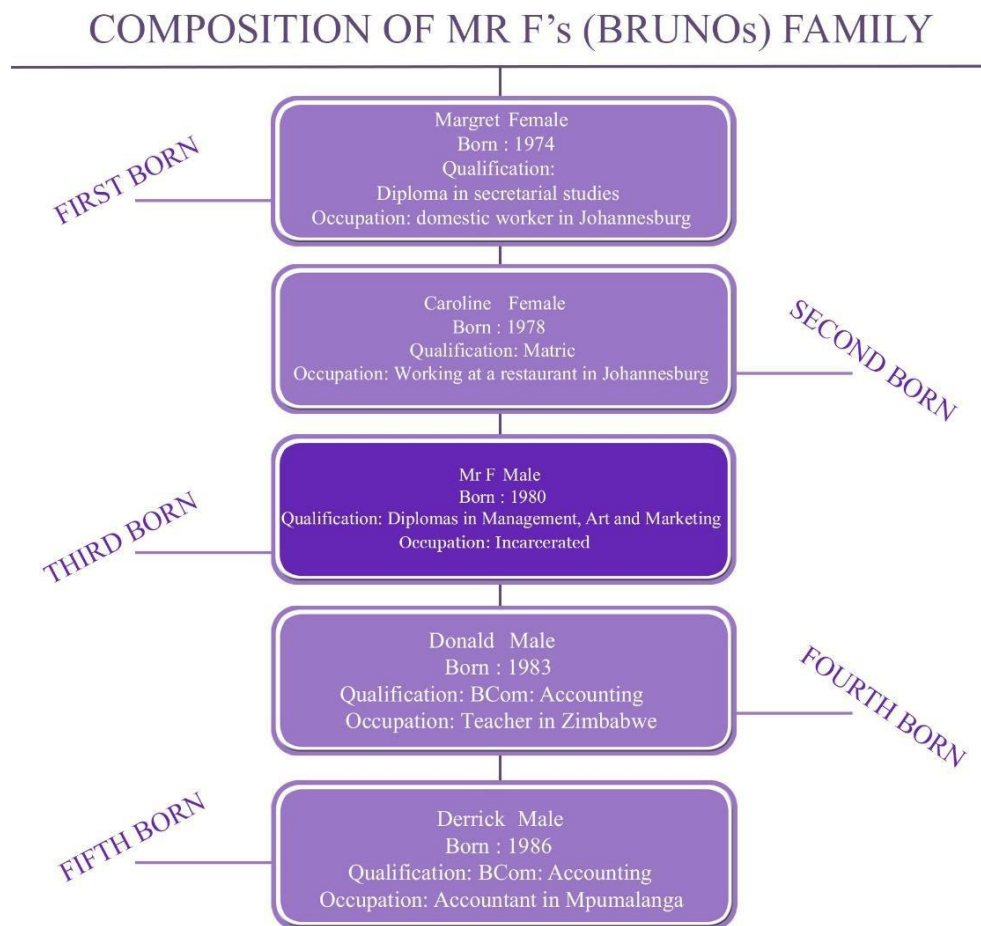 COMPOSITION OF MR F's (BRUNOs) FAMILY
FIRST BORN
Margret Female
Born : 1974
Qualification:
Diploma in secretarial studies
Occupation: domestic worker in Johannesburg
SECOND BORN
Caroline Female
Born : 1978
Qualification: Matric
Occupation: Working at a restaurant in Johannesburg
THIRD BORN
Mr F Male
Born : 1980
Qualification: Diplomas in Management, Art and Marketing
Occupation: Incarcerated
FOURTH BORN
Donald Male
Born : 1983
Qualification: BCom: Accounting
Occupation: Teacher in Zimbabwe
FIFTH BORN
Derrick Male
Born : 1986
Qualification: BCom: Accounting
Occupation: Accountant in Mpumalanga